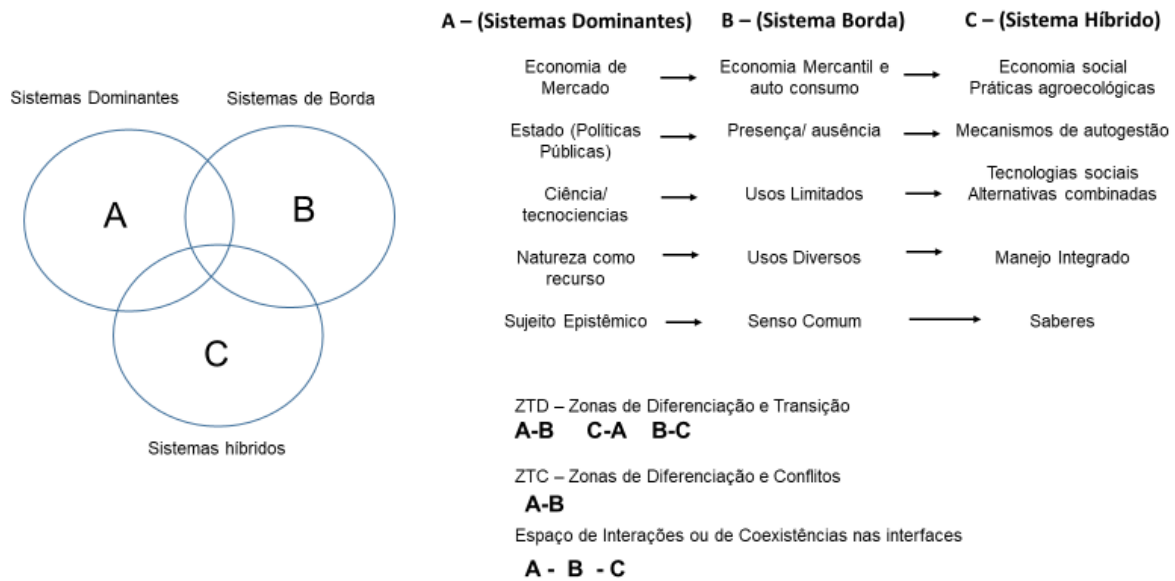 A – (Sistemas Dominantes) B – (Sistema Borda) C – (Sistema Híbrido)
Sistemas Dominantes
Sistemas de Borda
A
B
C
Sistemas híbridos
Economia de
Mercado
Economia Mercantil e
auto consumo
Economia social
Práticas agroecológicas
Estado (Políticas
Públicas)
Presença/ ausência
Mecanismos de autogestão
Ciência/
tecnociencias
Usos Limitados
Tecnologias sociais
Alternativas combinadas
Natureza como
recurso
Usos Diversos
Manejo Integrado
Sujeito Epistêmico
Senso Comum
Saberes
ZTD – Zonas de Diferenciação e Transição
A-B C-A B-C
ZTC – Zonas de Diferenciação e Conflitos
A-B
Espaço de Interações ou de Coexistências nas interfaces
A - B - C